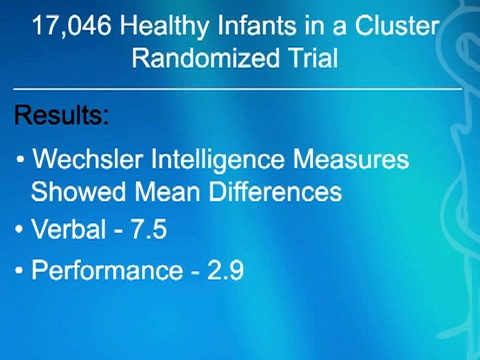 17,046 Healthy Infants in a Cluster
Randomized Trial
Results:
• Wechsler Intelligence Measures
Showed Mean Differences
• Verbal - 7.5
• Performance - 2.9